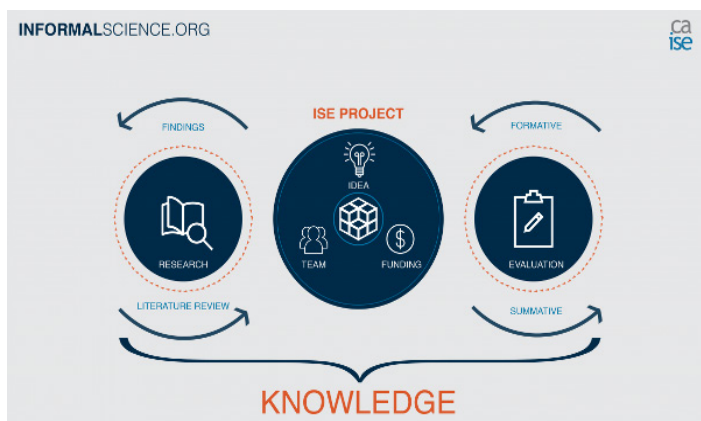 INFORMALSCIENCE.ORG
ca
ise
ISE PROJECT
FINDINGS
FORMATIVE
IDEA
TEAM
FUNDING
RESEARCH
EVALUATION
LITERATURE REVIEW
SUMMATIVE
KNOWLEDGE